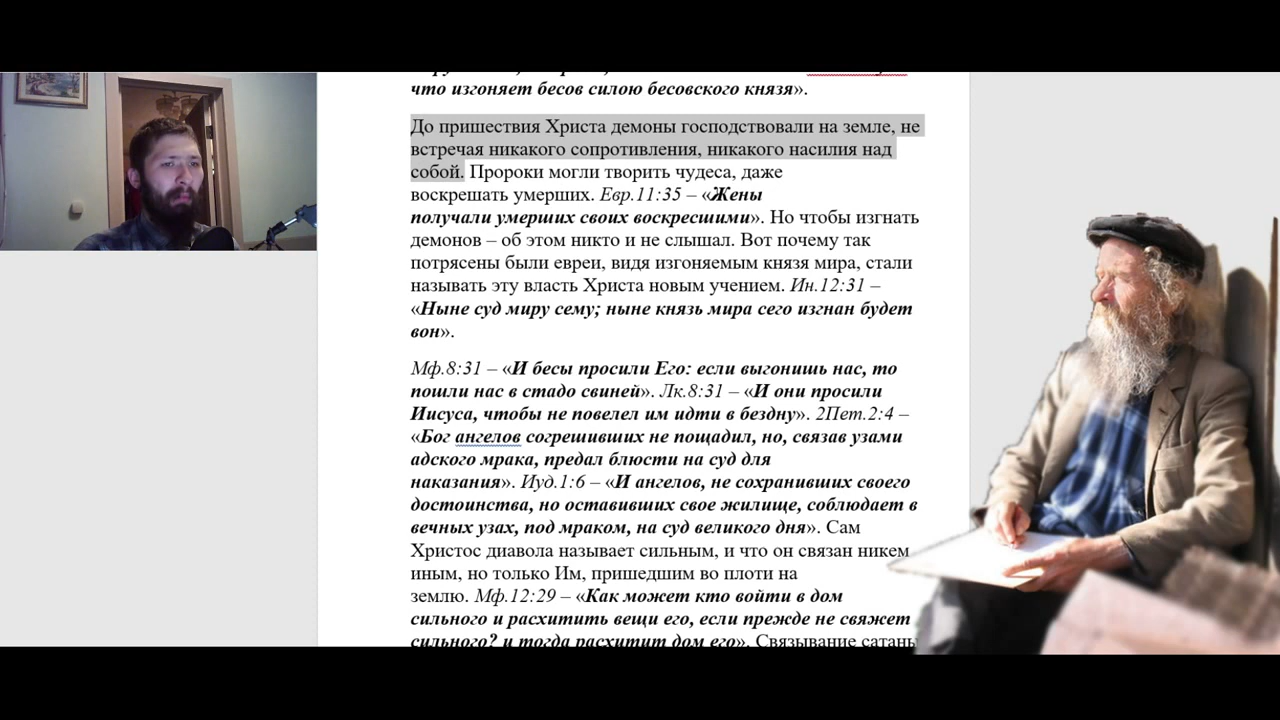 что изгоняет бесов силою бесовского князя».
До пришествия Христа демоны господствовали на земле, не
встречая никакого сопротивления, никакого насилия над
собой. Пророки могли творить чудеса, даже
воскрешать умерших. Евр.11:35 – «Жены
получали умерших своих воскресшими». Но чтобы изгнать
демонов – об этом никто и не слышал. Вот почему так
потрясены были евреи, видя изгоняемым князя мира, стали
называть эту власть Христа новым учением. Ин.12:31 –
«Ныне суд миру сему; ныне князь мира сего изгнан будет
вон».
Мф.8:31 – «И бесы просили Его: если выгонишь нас, то
пошли нас в стадо свиней». Лк.8:31 – «И они просили
Иисуса, чтобы не повелел им идти в бездну». 2Пет.2:4 –
«Бог ангелов согрешивших не пощадил, но, связав узами
адского мрака, предал блюсти на суд для
наказания». Иуд.1:6 – «И ангелов, не сохранивших своего
достоинства, но оставивших свое жилище, соблюдает в
вечных узах, под мраком, на суд великого дня». Сам
Христос диавола называет сильным, и что он связан никем
иным, но только Им, пришедшим во плоти на
землю. Мф.12:29 – «Как может кто войти в дом
сильного и расхитить вещи его, если прежде не свяжет
сильного? и тогда расхитит дом его». Связывание сатаны